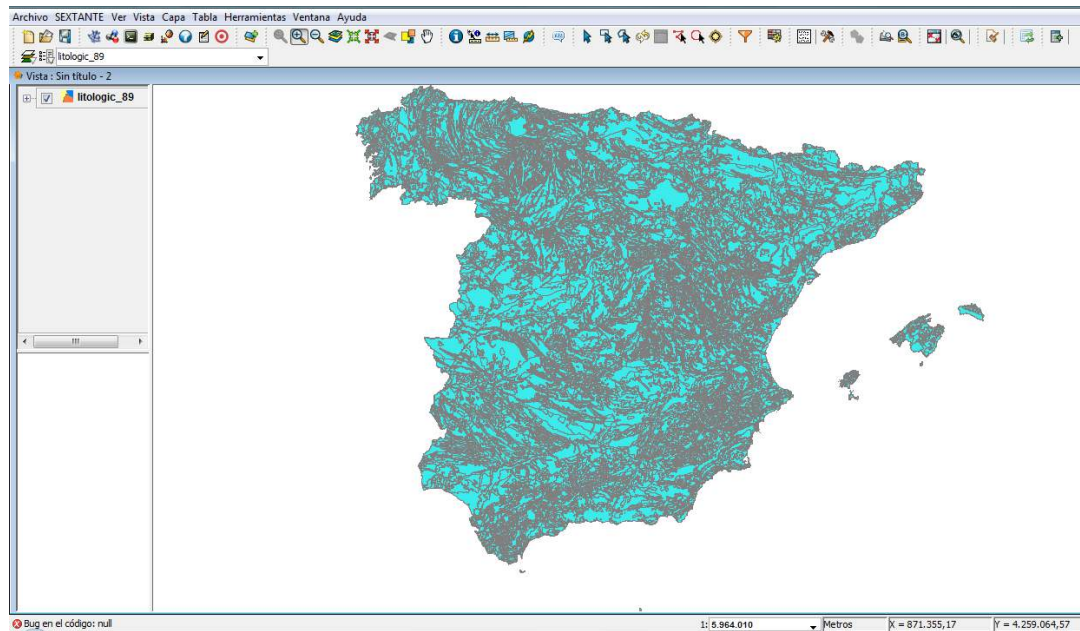 Archivo SEXTANTE Ver Vista Capa Tabla Herramientas Ventana Ayuda
litologic_89
Vista : Sin título - 2
litologic_89
Bug en el código: null
1: 5.964.010
Metros
X = 871.355,17
Y = 4.259.064,57